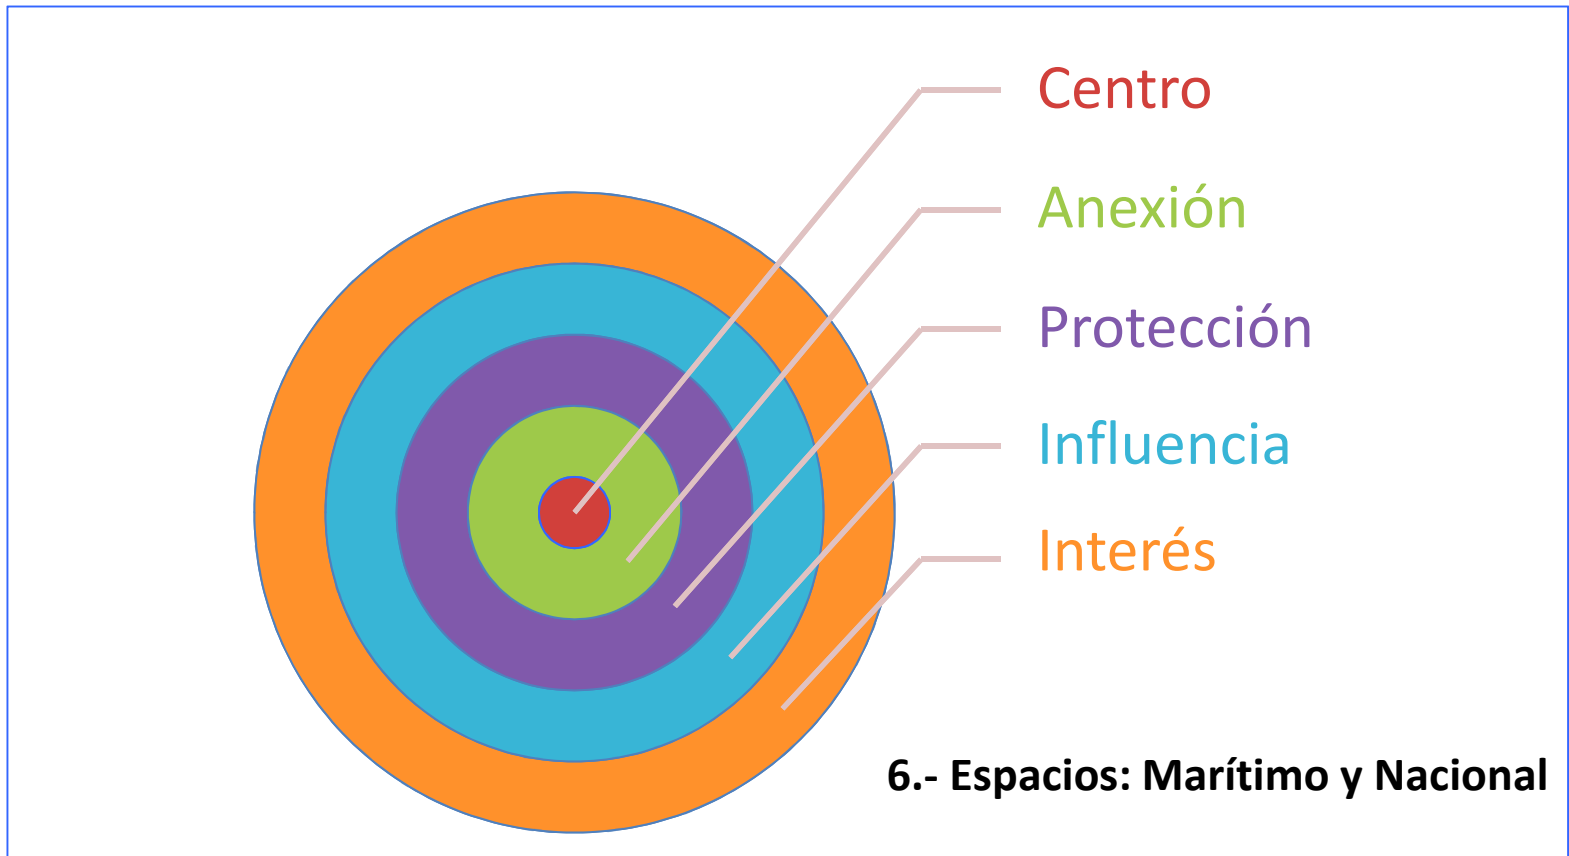 Centro
Anexión
Protección
Influencia
Interés
6.- Espacios: Marítimo y Nacional